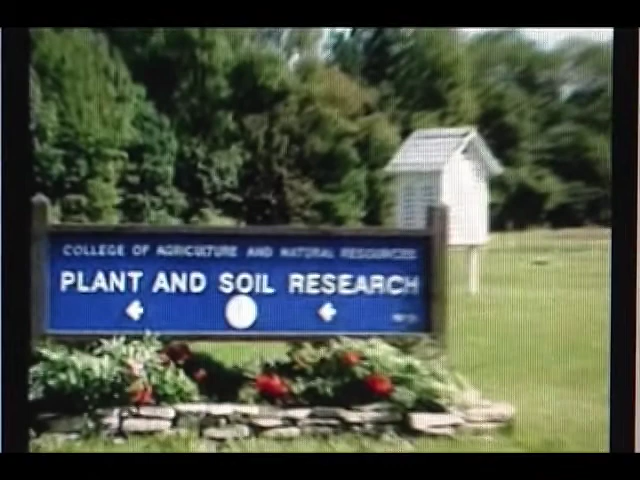 COLLEGE OF AGRICULTURE AND NATURAL RESOURCES
PLANT AND SOIL RESEARCH